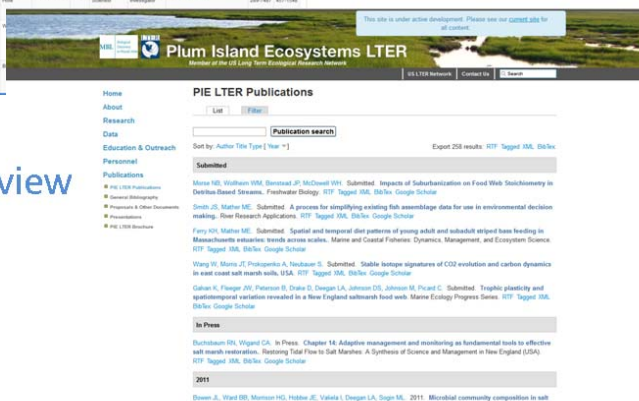 This site is under active development. Please see our current site for
all content.
MBL
Plum Island Ecosystems LTER
Member of the US Long Term Ecological Research Network
US LTER Network
Contact Us
Search
view
Home
About
Research
Data
Education & Outreach
Personnel
Publications
PIE LTER Publications
General Bibliography
Proposals & Other Documents
Presentations
PIE LTER Brochure
PIE LTER Publications
List Filter
Publication search
Sort by: Author Title Type [ Year ]
Export 258 results: RTF Tagged XML BibTex
Submitted
Morse NB, Wollheim WM, Benstead JP, McDowell WH. Submitted. Impacts of Suburbanization on Food Web Stoichiometry in
Detritus-Based Streams.. Freshwater Biology. RTF Tagged XML BibTex Google Scholar
Smith JS, Mather ME. Submitted. A process for simplifying existing fish assemblage data for use in environmental decision
making.. River Research Applications. RTF Tagged XML BibTex Google Scholar
Ferry KH, Mather ME. Submitted. Spatial and temporal diet patterns of young adult and subadult striped bass feeding in
Massachusetts estuaries: trends across scales.. Marine and Coastal Fisheries: Dynamics, Management, and Ecosystem Science.
RTF Tagged XML BibTex Google Scholar
Wang W, Morris JT, Prokopenko A, Neubauer S. Submitted. Stable isotope signatures of CO2 evolution and carbon dynamics
in east coast salt marsh soils, USA. RTF Tagged XML BibTex Google Scholar
Galvan K, Fleeger JW, Peterson B, Drake D, Deegan LA, Johnson DS, Johnson M, Picard C. Submitted. Trophic plasticity and
spatiotemporal variation revealed in a New England saltmarsh food web. Marine Ecology Progress Series. RTF Tagged XML
BibTex Google Scholar
In Press
Buchsbaum RN, Wigand CA. In Press. Chapter 14: Adaptive management and monitoring as fundamental tools to effective
salt marsh restoration.. Restoring Tidal Flow to Salt Marshes: A Synthesis of Science and Management in New England (USA).
RTF Tagged XML BibTex Google Scholar
2011
Bowen JL, Ward BB, Morrison HG, Hobbie JE, Valiela I, Deegan LA, Sogin ML. 2011. Microbial community composition in salt